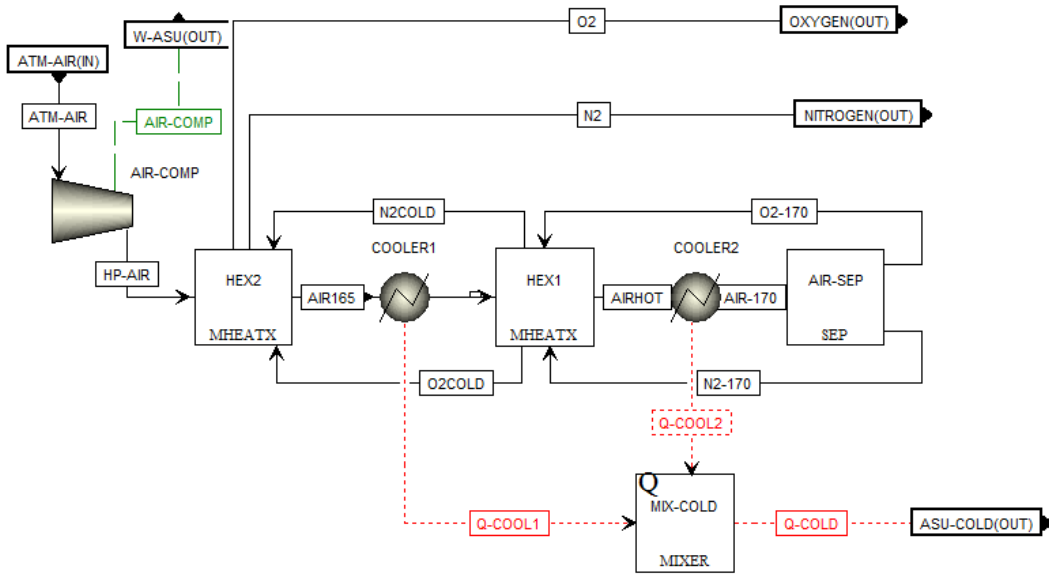 O2
OXYGEN(OUT)
W-ASU(OUT)
ATM-AIR(IN)
ATM-AIR
AIR-COMP
N2
NITROGEN(OUT)
AIR-COMP
N2COLD
O2-170
COOLER1
COOLER2
HP-AIR
HEX2
HEX1
AIR-SEP
AIR165
AIRHOT
AIR-170
MHEATX
MHEATX
SEP
O2COLD
N2-170
Q-COOL2
Q
MIX-COLD
Q-COOL1
Q-COLD
ASU-COLD(OUT)
MIXER